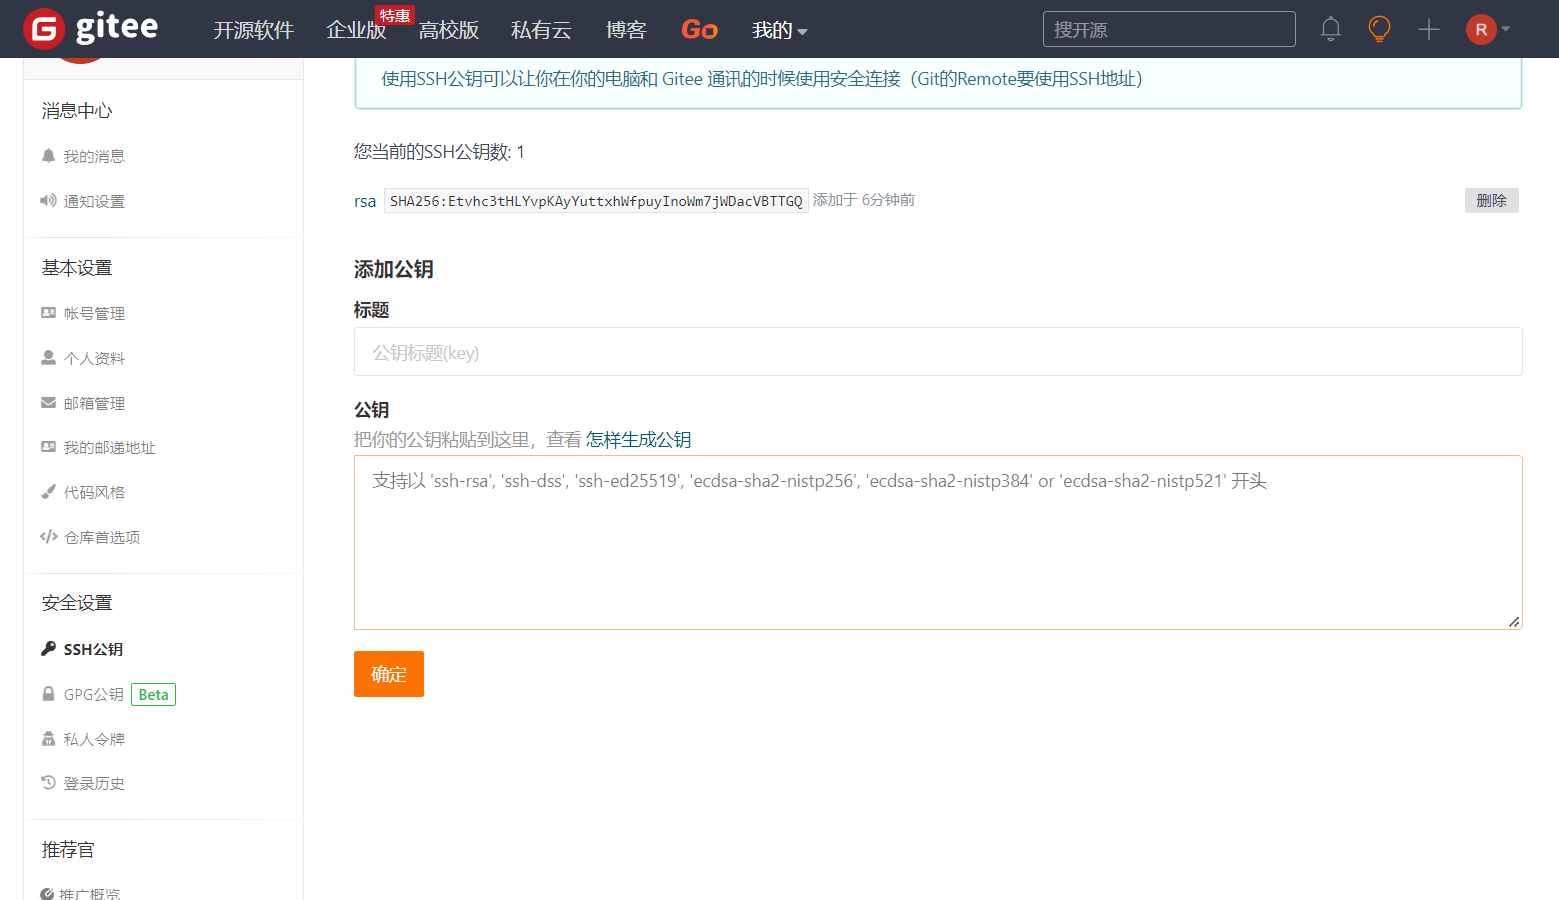 gitee
开源软件
企业版
特惠
高校版
私有云
博客
Go
我的
搜开源
R
消息中心
我的消息
通知设置
基本设置
帐号管理
个人资料
邮箱管理
我的邮递地址
代码风格
仓库首选项
安全设置
SSH公钥
GPG公钥 Beta
私人令牌
登录历史
推荐官
推广概览
使用SSH公钥可以让你在你的电脑和 Gitee 通讯的时候使用安全连接（Git的Remote要使用SSH地址）
您当前的SSH公钥数: 1
rsa SHA256:Etvhc3tHLYvpKAyYuttxhWfpuyInoWm7jWDacVBTTGQ 添加于 6分钟前
删除
添加公钥
标题
公钥标题(key)
公钥
把你的公钥粘贴到这里，查看 怎样生成公钥
支持以 'ssh-rsa', 'ssh-dss', 'ssh-ed25519', 'ecdsa-sha2-nistp256', 'ecdsa-sha2-nistp384' or 'ecdsa-sha2-nistp521' 开头
确定